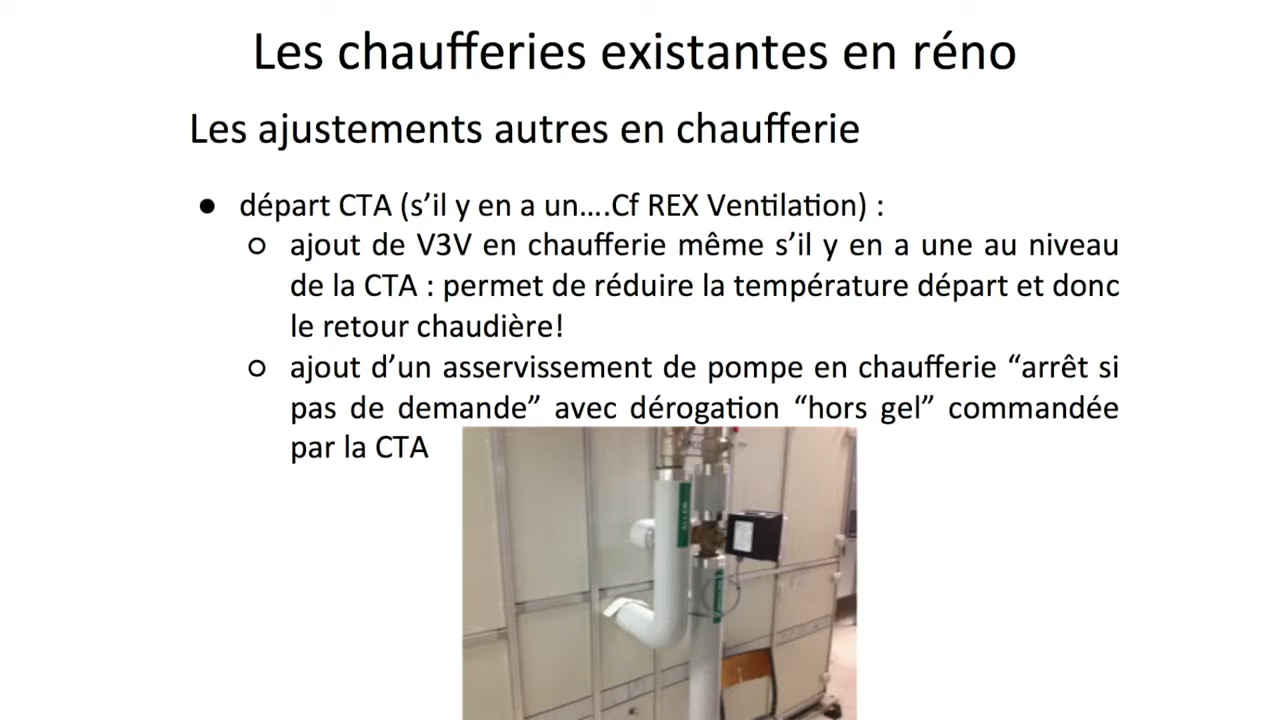 Les chaufferies existantes en réno
Les ajustements autres en chaufferie
● départ CTA (s’il y en a un….Cf REX Ventilation) :
○ ajout de V3V en chaufferie même s’il y en a une au niveau
de la CTA : permet de réduire la température départ et donc
le retour chaudière!
○ ajout d’un asservissement de pompe en chaufferie “arrêt si
pas de demande” avec dérogation “hors gel” commandée
par la CTA
ALLER